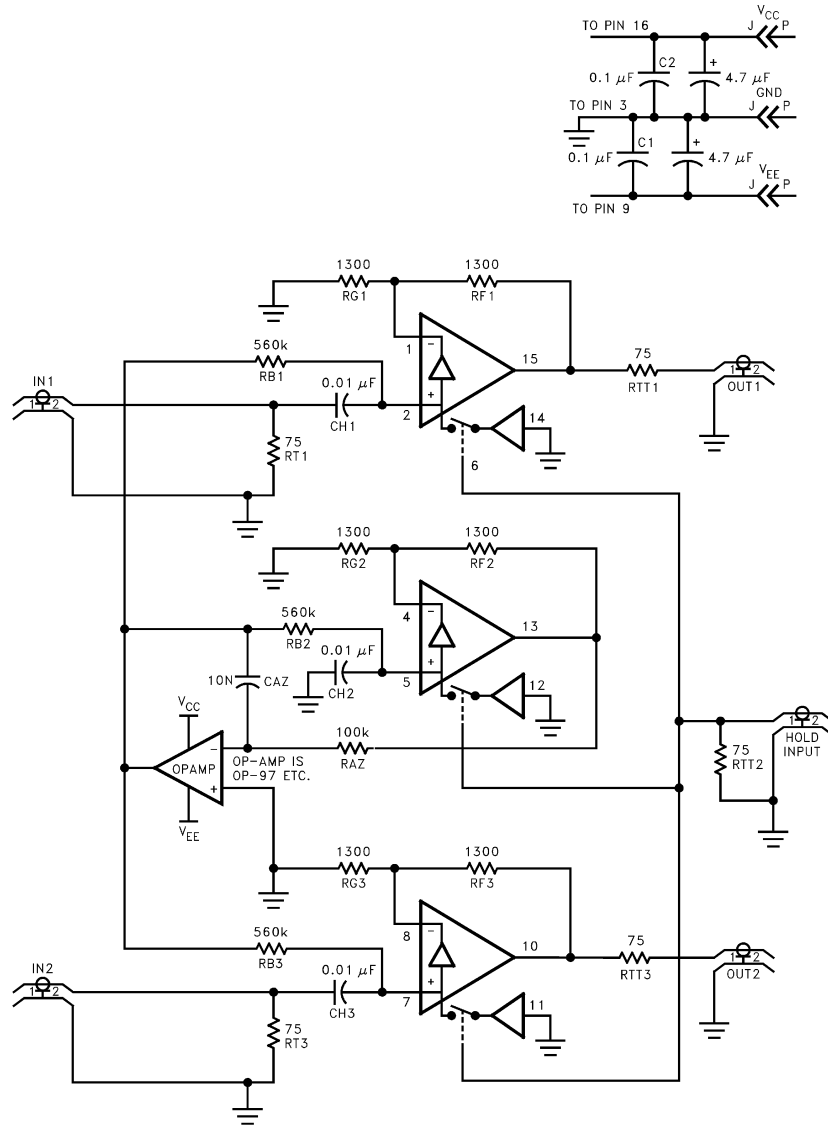 V_CC
TO PIN 16 J P
C2 +
0.1 µF 4.7 µF
GND
TO PIN 3 J P
C1 +
0.1 µF 4.7 µF
V_EE
J P
TO PIN 9
1300 1300
RG1 RF1
560k
RB1
1 − 15
75
RTT1
1 2
OUT1
IN1
1 2
0.01 µF
CH1
+
2
14
75
RT1
6
1300 1300
RG2 RF2
560k
RB2
4 − 13
0.01 µF
CH2
+
5
12
10N CAZ
V_CC
HOLD
INPUT
1 2
75
RTT2
100k
RAZ
− OP-AMP IS
OP-97 ETC.
OPAMP
+
V_EE
1300 1300
RG3 RF3
560k
RB3
8 − 10
75
RTT3
1 2
OUT2
IN2
1 2
0.01 µF
CH3
+
7
11
75
RT3